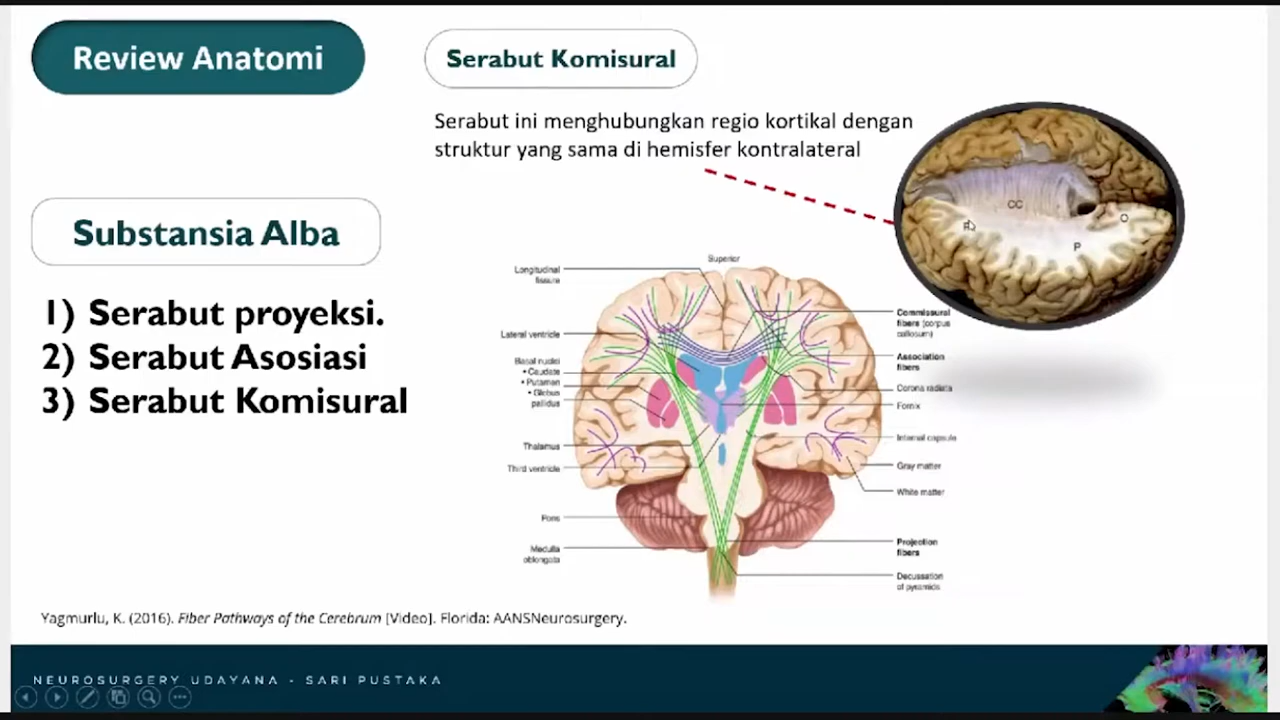 Review Anatomi
Serabut Komisural
Serabut ini menghubungkan regio kortikal dengan
struktur yang sama di hemisfer kontralateral
Substansia Alba
1) Serabut proyeksi.
2) Serabut Asosiasi
3) Serabut Komisural
CC
O
P
Superior
Longitudinal
fissure
Lateral ventricle
Basal nuclei
• Caudate
• Putamen
• Globus
pallidus
Thalamus
Third ventricle
Pons
Medulla
oblongata
Commissural
fibers (corpus
callosum)
Association
fibers
Corona radiata
Fornix
Internal capsule
Gray matter
White matter
Projection
fibers
Decussation
of pyramids
Yagmurlu, K. (2016). Fiber Pathways of the Cerebrum [Video]. Florida: AANSNeurosurgery.
NEUROSURGERY UDAYANA - SARI PUSTAKA